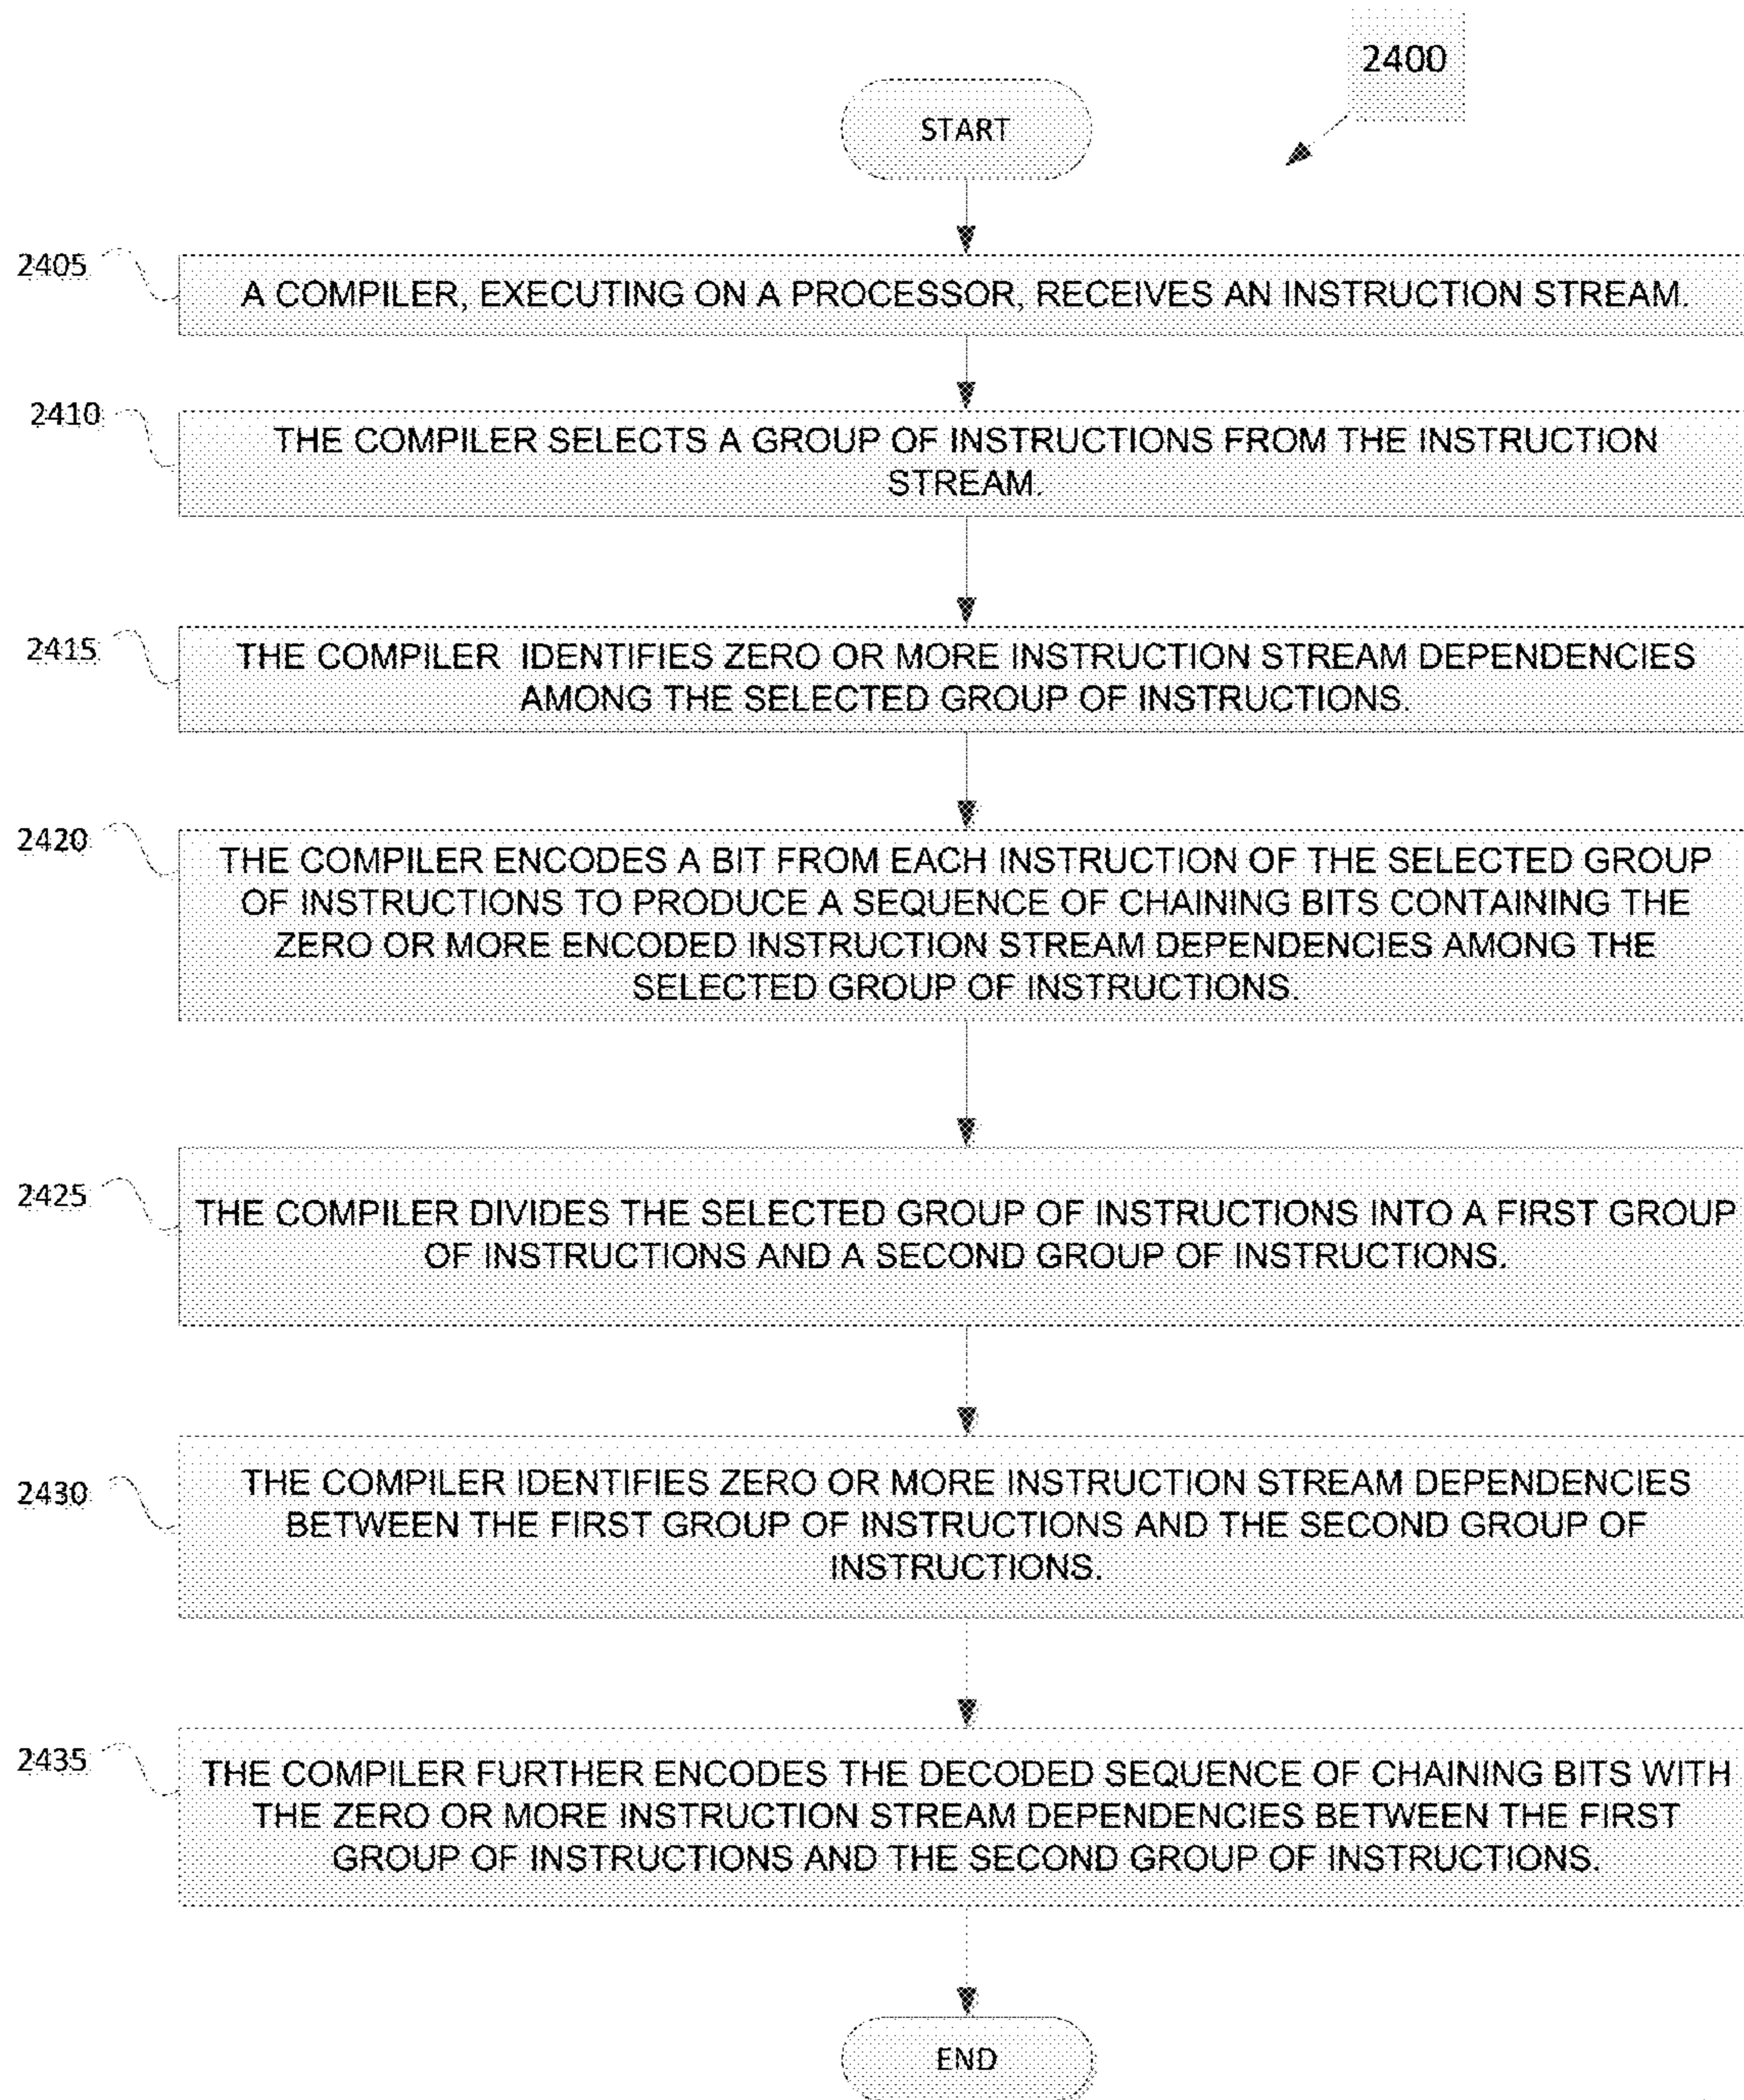 2400
START
2405
A COMPILER, EXECUTING ON A PROCESSOR, RECEIVES AN INSTRUCTION STREAM.
2410
THE COMPILER SELECTS A GROUP OF INSTRUCTIONS FROM THE INSTRUCTION
STREAM.
2415
THE COMPILER IDENTIFIES ZERO OR MORE INSTRUCTION STREAM DEPENDENCIES
AMONG THE SELECTED GROUP OF INSTRUCTIONS.
2420
THE COMPILER ENCODES A BIT FROM EACH INSTRUCTION OF THE SELECTED GROUP
OF INSTRUCTIONS TO PRODUCE A SEQUENCE OF CHAINING BITS CONTAINING THE
ZERO OR MORE ENCODED INSTRUCTION STREAM DEPENDENCIES AMONG THE
SELECTED GROUP OF INSTRUCTIONS.
2425
THE COMPILER DIVIDES THE SELECTED GROUP OF INSTRUCTIONS INTO A FIRST GROUP
OF INSTRUCTIONS AND A SECOND GROUP OF INSTRUCTIONS.
2430
THE COMPILER IDENTIFIES ZERO OR MORE INSTRUCTION STREAM DEPENDENCIES
BETWEEN THE FIRST GROUP OF INSTRUCTIONS AND THE SECOND GROUP OF
INSTRUCTIONS.
2435
THE COMPILER FURTHER ENCODES THE DECODED SEQUENCE OF CHAINING BITS WITH
THE ZERO OR MORE INSTRUCTION STREAM DEPENDENCIES BETWEEN THE FIRST
GROUP OF INSTRUCTIONS AND THE SECOND GROUP OF INSTRUCTIONS.
END